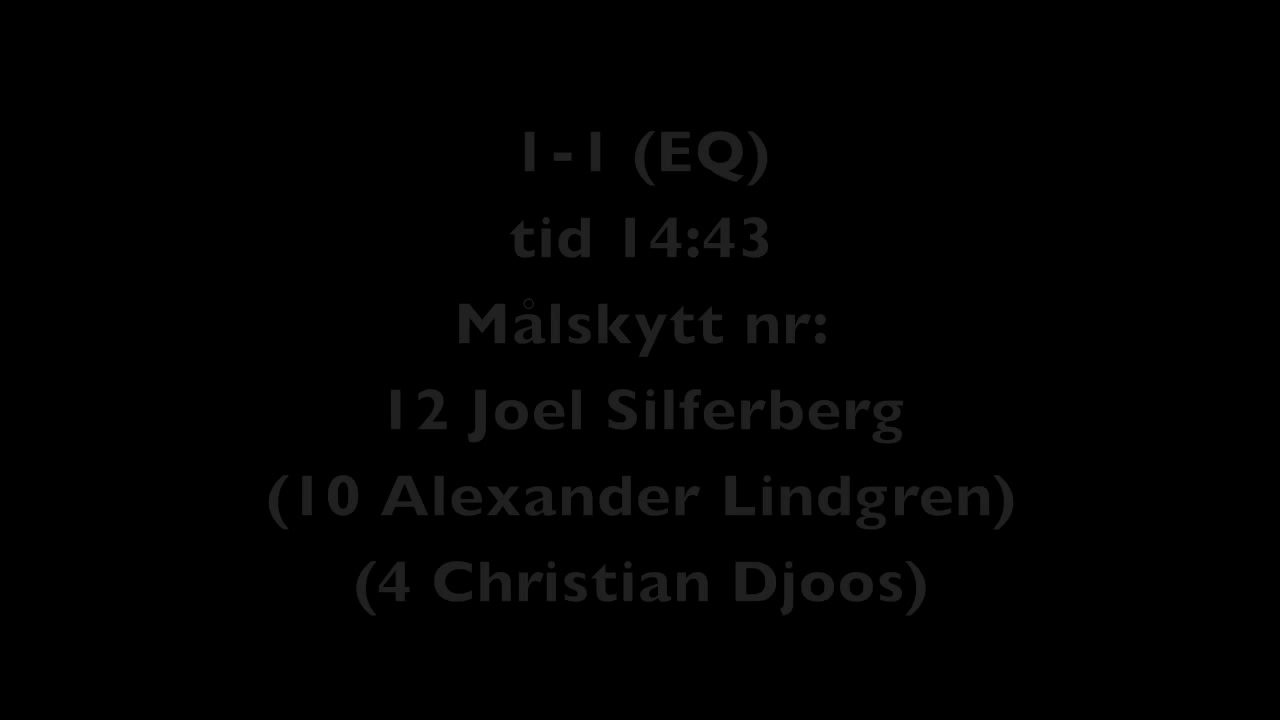 1-1 (EQ)
tid 14:43
Målskytt nr:
12 Joel Silferberg
(10 Alexander Lindgren)
(4 Christian Djoos)